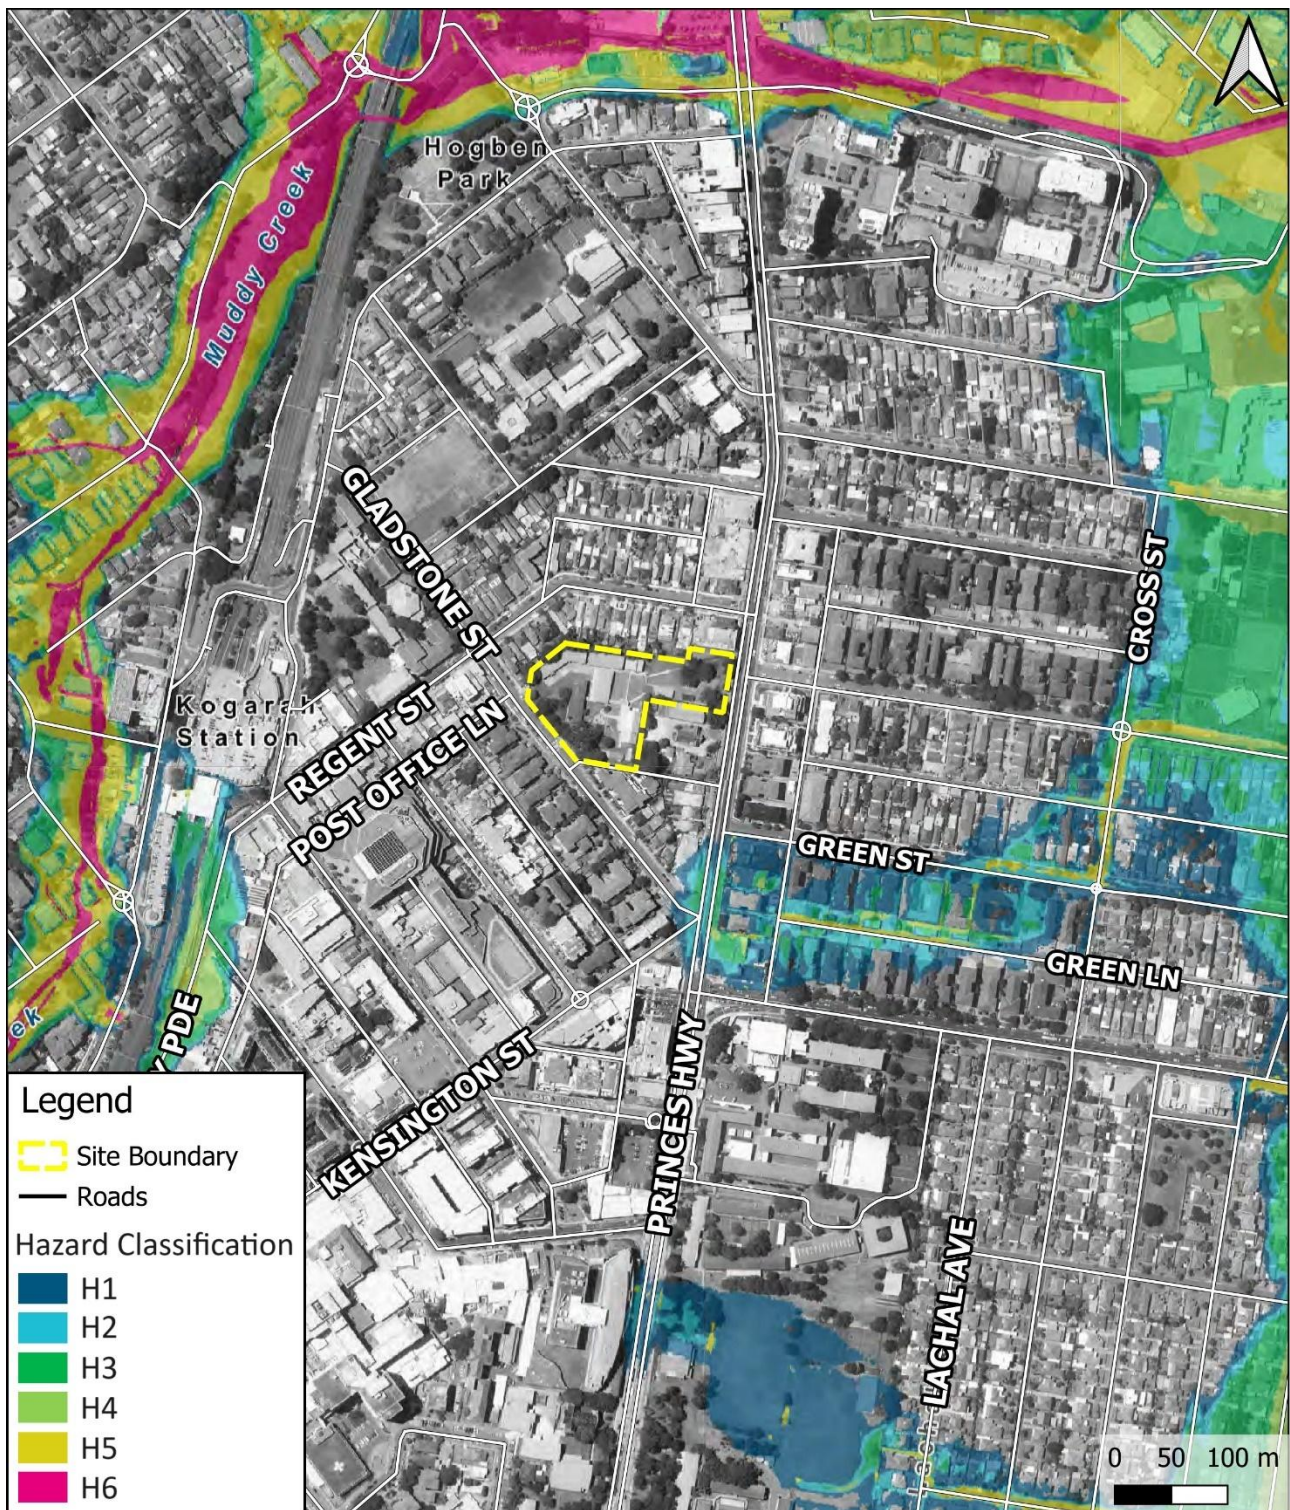 Hogben
Park
Muddy Creek
GLADSTONE ST
CROSS ST
Kogarah
Station
REGENT ST
POST OFFICE LN
GREEN ST
GREEN LN
ek
Y PDE
KENSINGTON ST
PRINCES HWY
LACHAL AVE
Lach
Legend
Site Boundary
Roads
Hazard Classification
H1
H2
H3
H4
H5
H6
0 50 100 m